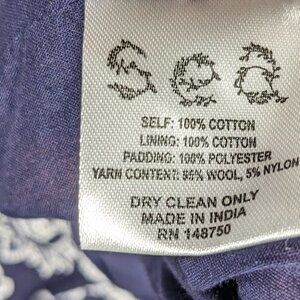 SEA
SELF: 100% COTTON
LINING: 100% COTTON
PADDING: 100% POLYESTER
YARN CONTENT: 95% WOOL, 5% NYLON
DRY CLEAN ONLY
MADE IN INDIA
RN 148750